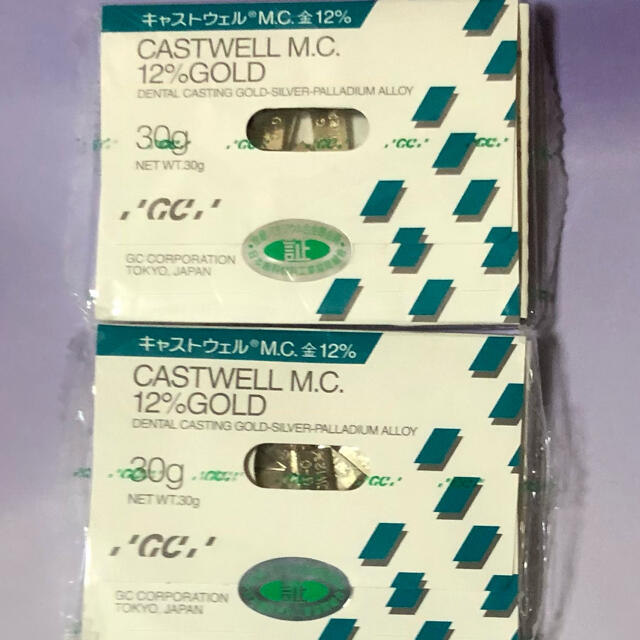 キャストウェル®M.C. 金12%
CASTWELL M.C.
12%GOLD
DENTAL CASTING GOLD-SILVER-PALLADIUM ALLOY
30g
NET WT.30g
GC
GC CORPORATION
TOKYO, JAPAN
証
キャストウェル®M.C. 金12%
CASTWELL M.C.
12%GOLD
DENTAL CASTING GOLD-SILVER-PALLADIUM ALLOY
30g
NET WT.30g
GC
GC CORPORATION
TOKYO, JAPAN
証